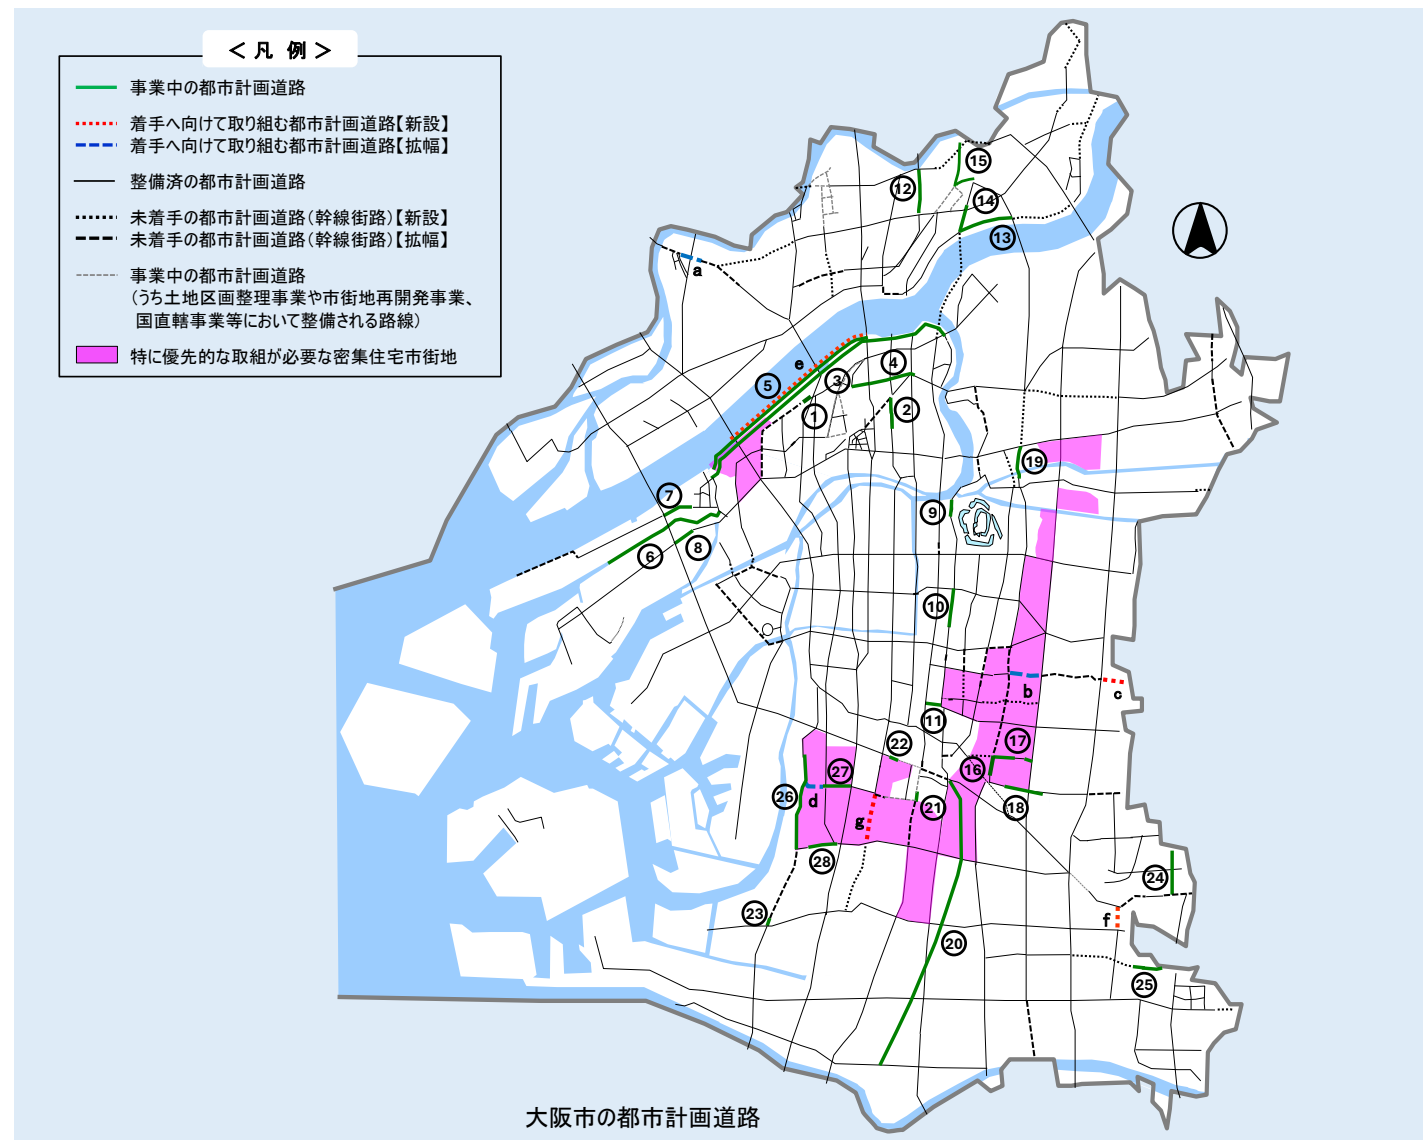 ＜凡 例＞
事業中の都市計画道路
着手へ向けて取り組む都市計画道路【新設】
着手へ向けて取り組む都市計画道路【拡幅】
整備済の都市計画道路
未着手の都市計画道路（幹線街路）【新設】
未着手の都市計画道路（幹線街路）【拡幅】
事業中の都市計画道路
（うち土地区画整理事業や市街地再開発事業、
国直轄事業等において整備される路線）
特に優先的な取組が必要な密集住宅市街地
15
12
14
13
a
e
4
5
3
1
2
19
7
9
8
6
10
b
c
11
22
17
27
16
26
d
21
18
g
28
24
23
f
20
25
大阪市の都市計画道路